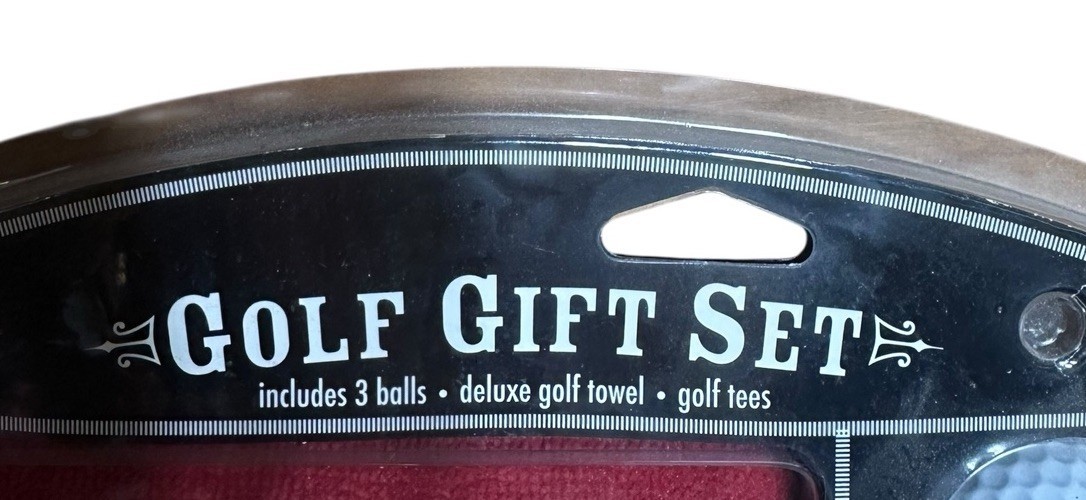 GOLF GIFT SET
includes 3 balls • deluxe golf towel • golf tees